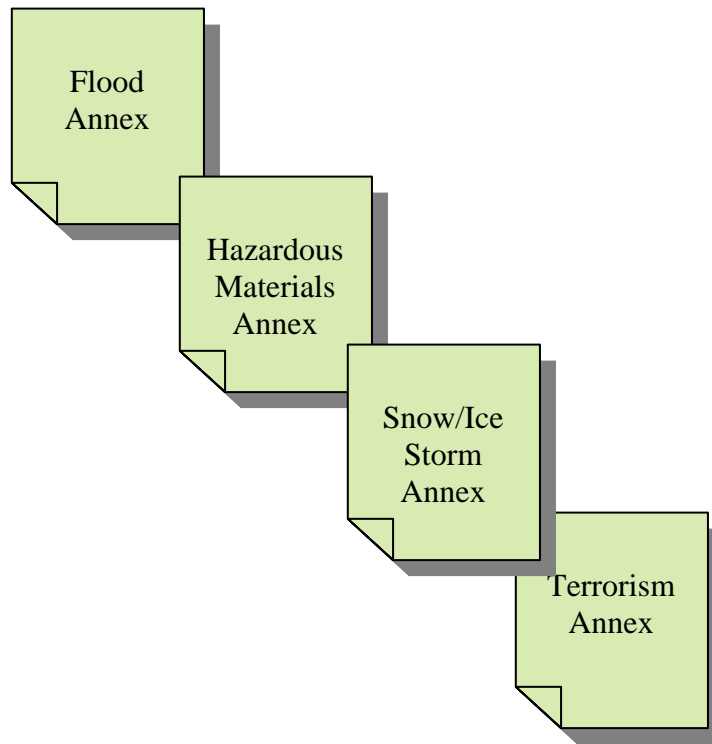 Flood
Annex
Hazardous
Materials
Annex
Snow/Ice
Storm
Annex
Terrorism
Annex